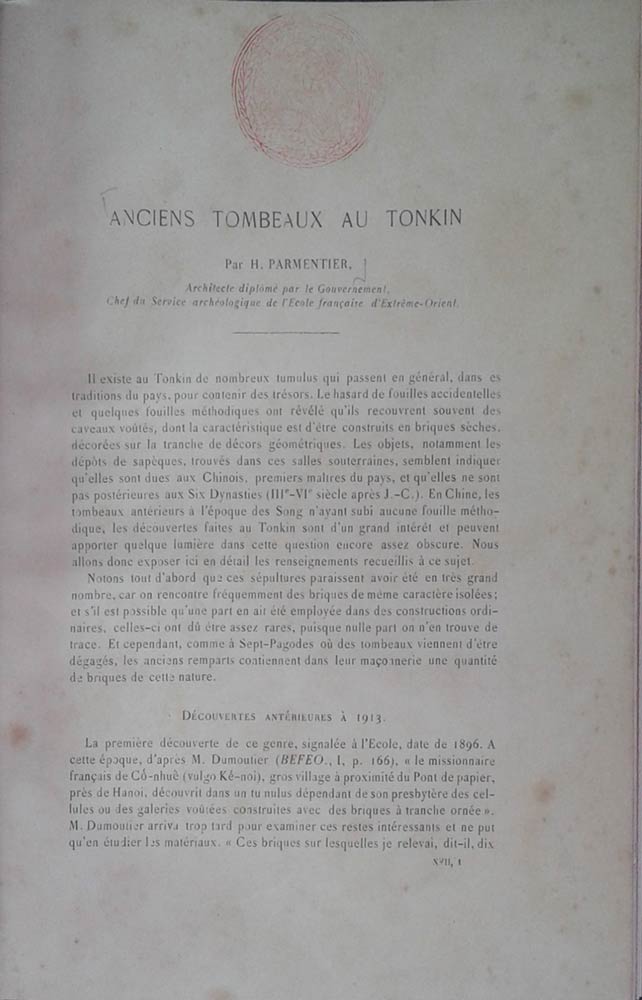 ANCIENS TOMBEAUX AU TONKIN
Par H. PARMENTIER,
Architecte diplômé par le Gouvernement,
Chef du Service archéologique de l'Ecole française d'Extrême-Orient.
Il existe au Tonkin de nombreux tumulus qui passent en général, dans es
traditions du pays, pour contenir des trésors. Le hasard de fouilles accidentelles
et quelques fouilles méthodiques ont révélé qu'ils recouvrent souvent des
caveaux voûtés, dont la caractéristique est d'être construits en briques sèches,
décorées sur la tranche de décors géométriques. Les objets, notamment les
dépôts de sapèques, trouvés dans ces salles souterraines, semblent indiquer
qu'elles sont dues aux Chinois, premiers maîtres du pays, et qu'elles ne sont
pas postérieures aux Six Dynasties (IIIe-VIe siècle après J.-C.). En Chine, les
tombeaux antérieurs à l'époque des Song n'ayant subi aucune fouille métho-
dique, les découvertes faites au Tonkin sont d'un grand intérêt et peuvent
apporter quelque lumière dans cette question encore assez obscure. Nous
allons donc exposer ici en détail les renseignements recueillis à ce sujet.
Notons tout d'abord que ces sépultures paraissent avoir été en très grand
nombre, car on rencontre fréquemment des briques de même caractère isolées ;
et s'il est possible qu'une part en ait été employée dans des constructions ordi-
naires, celles-ci ont dû être assez rares, puisque nulle part on n'en trouve de
trace. Et cependant, comme à Sept-Pagodes où des tombeaux viennent d'être
dégagés, les anciens remparts contiennent dans leur maçonnerie une quantité
de briques de cette nature.
DÉCOUVERTES ANTÉRIEURES À 1913.
La première découverte de ce genre, signalée à l'Ecole, date de 1896. A
cette époque, d'après M. Dumoutier (BEFEO., I, p. 166), « le missionnaire
français de Cổ-nhuè (vulgo Kẻ-noi), gros village à proximité du Pont de papier,
près de Hanoi, découvrit dans un tumulus dépendant de son presbytère des cel-
lules ou des galeries voûtées construites avec des briques à tranche ornée ».
M. Dumoutier arriva trop tard pour examiner ces restes intéressants et ne put
qu'en étudier les matériaux. « Ces briques sur lesquelles je relevai, dit-il, dix
XVII, 1